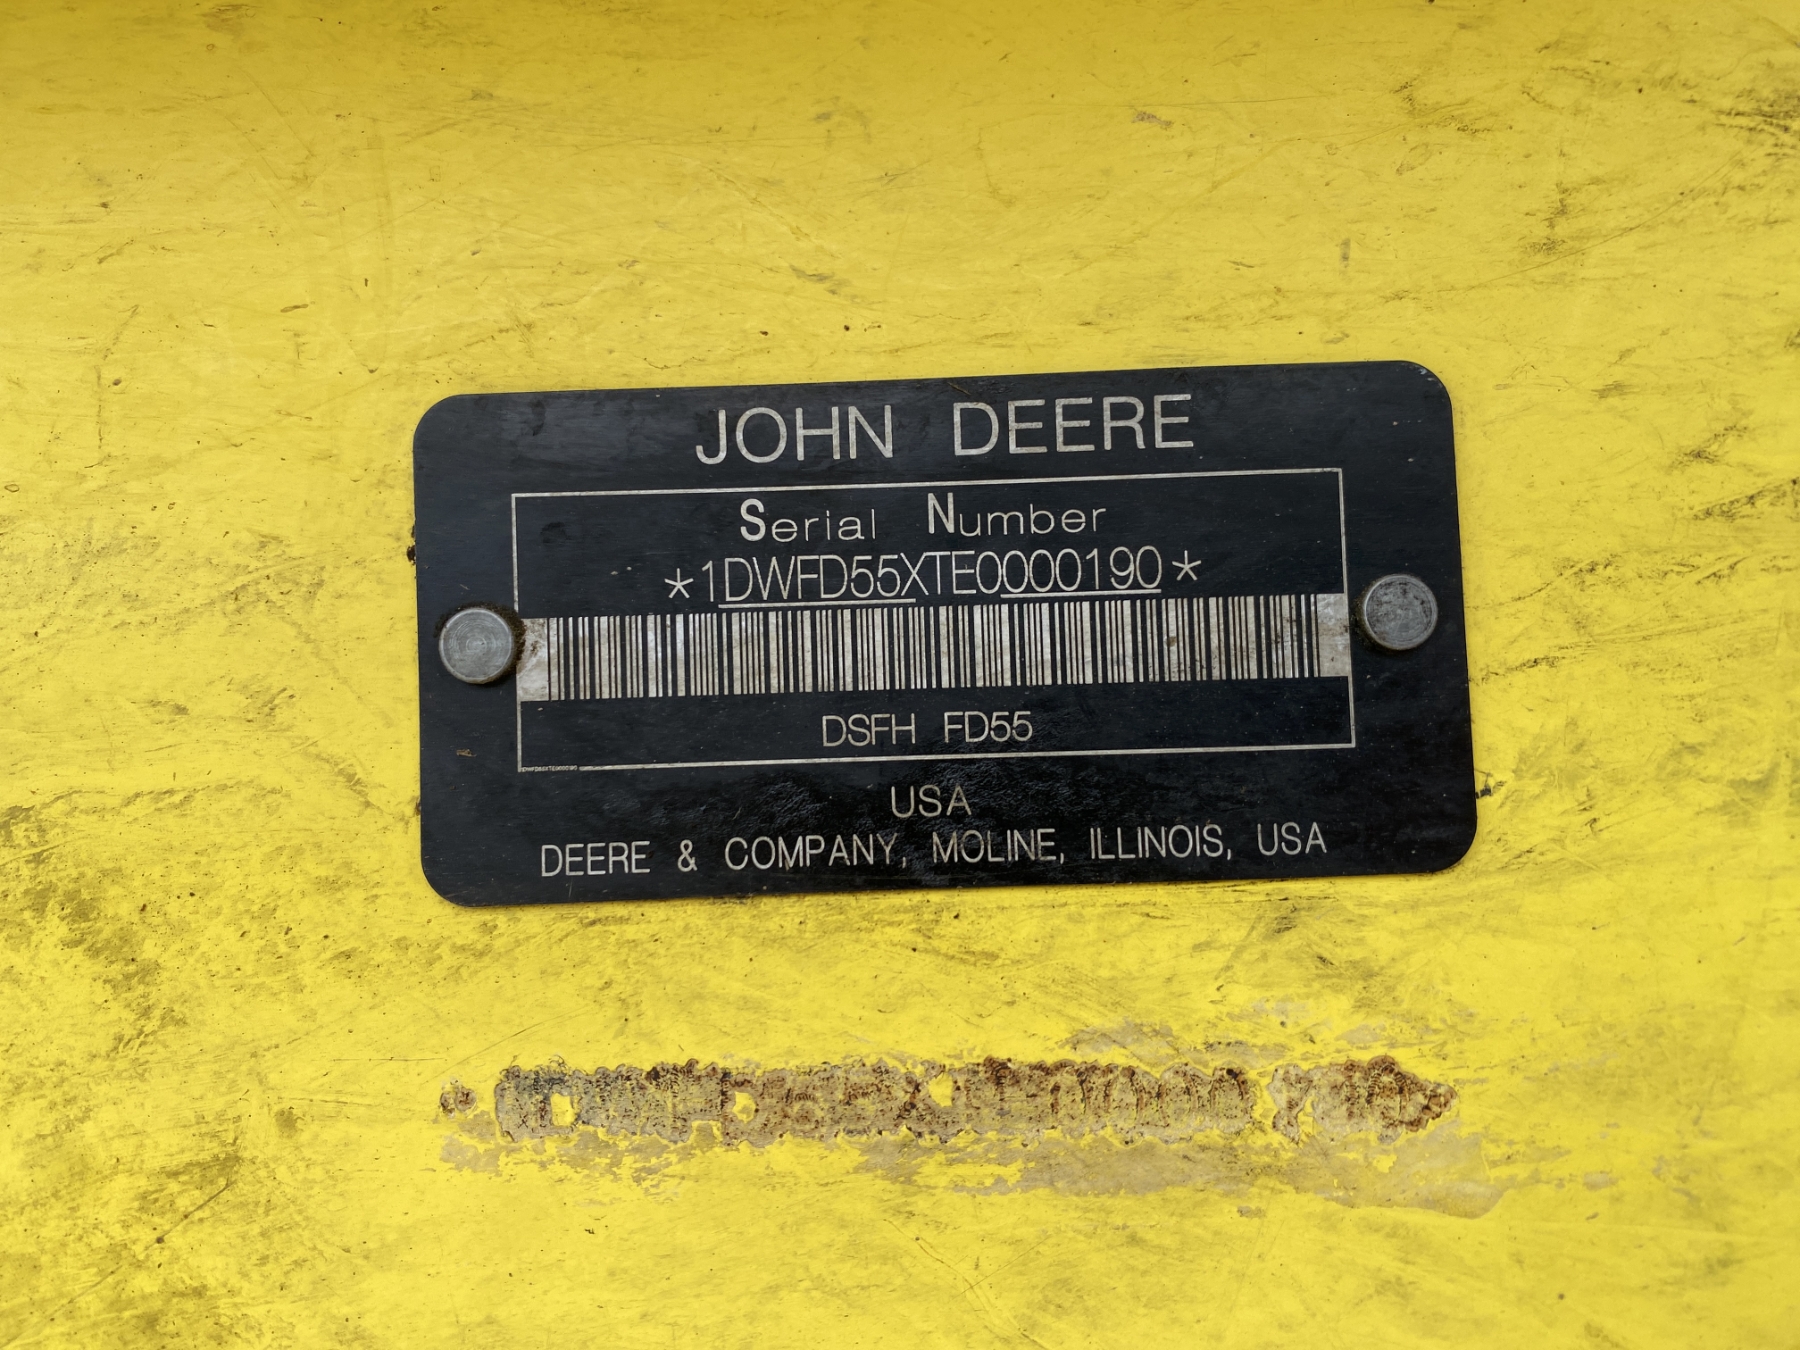 JOHN DEERE
Serial Number
*1DWFD55XTE0000190*
DSFH FD55
USA
DEERE & COMPANY, MOLINE, ILLINOIS, USA